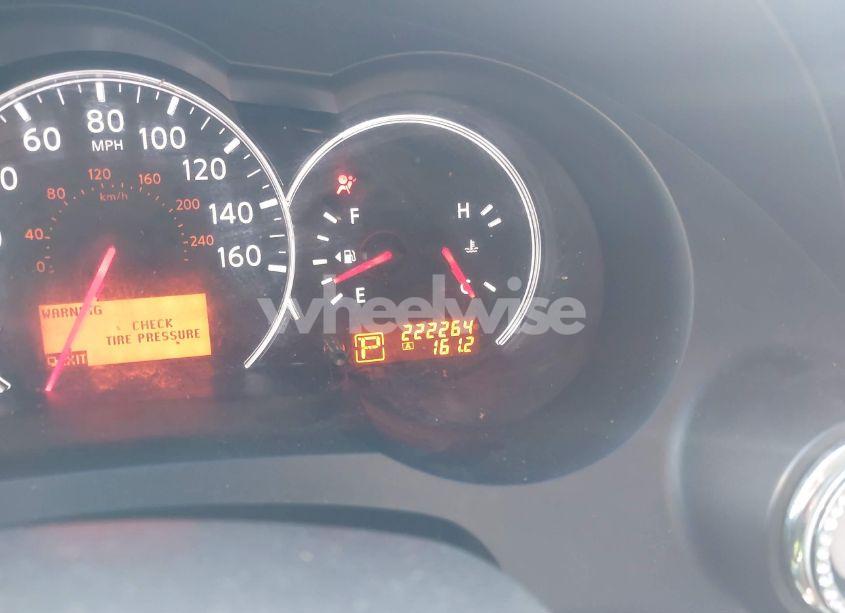 60 80 100 120 140 160
MPH
0 40 80 120 160 200 240
km/h
WARNING
CHECK
TIRE PRESSURE
EXIT
F
E
H
C
P
222264
A 161.2
wheelwise